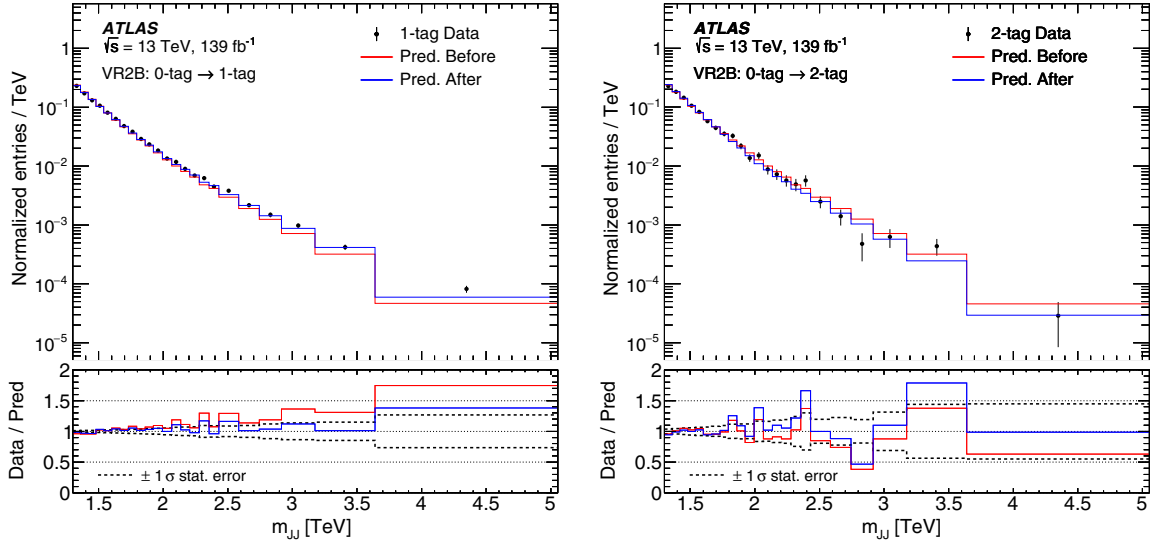 ATLAS
√s = 13 TeV, 139 fb⁻¹
VR2B: 0-tag → 1-tag
1-tag Data
Pred. Before
Pred. After
Normalized entries / TeV
1
10⁻¹
10⁻²
10⁻³
10⁻⁴
10⁻⁵
Data / Pred
2
1.5
1
0.5
0
± 1 σ stat. error
1.5 2 2.5 3 3.5 4 4.5 5
m_JJ [TeV]
ATLAS
√s = 13 TeV, 139 fb⁻¹
VR2B: 0-tag → 2-tag
2-tag Data
Pred. Before
Pred. After
Normalized entries / TeV
1
10⁻¹
10⁻²
10⁻³
10⁻⁴
10⁻⁵
Data / Pred
2
1.5
1
0.5
0
± 1 σ stat. error
1.5 2 2.5 3 3.5 4 4.5 5
m_JJ [TeV]